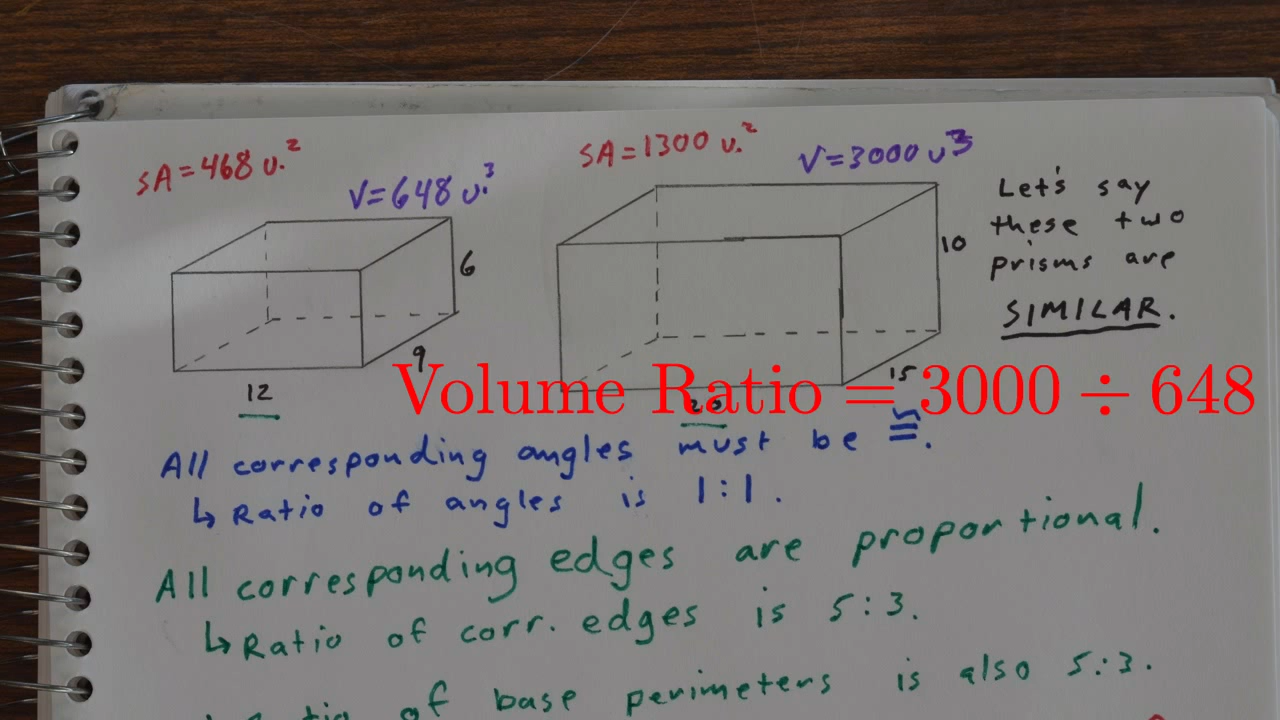 SA = 468 u.²
V = 648 u.³
6
9
12
SA = 1300 u.²
V = 3000 u³
10
15
20
Let's say
these two
prisms are
SIMILAR.
Volume Ratio = 3000 ÷ 648
All corresponding angles must be ≅.
↳ Ratio of angles is 1:1.
All corresponding edges are proportional.
↳ Ratio of corr. edges is 5:3.
↳ Ratio of base perimeters is also 5:3.